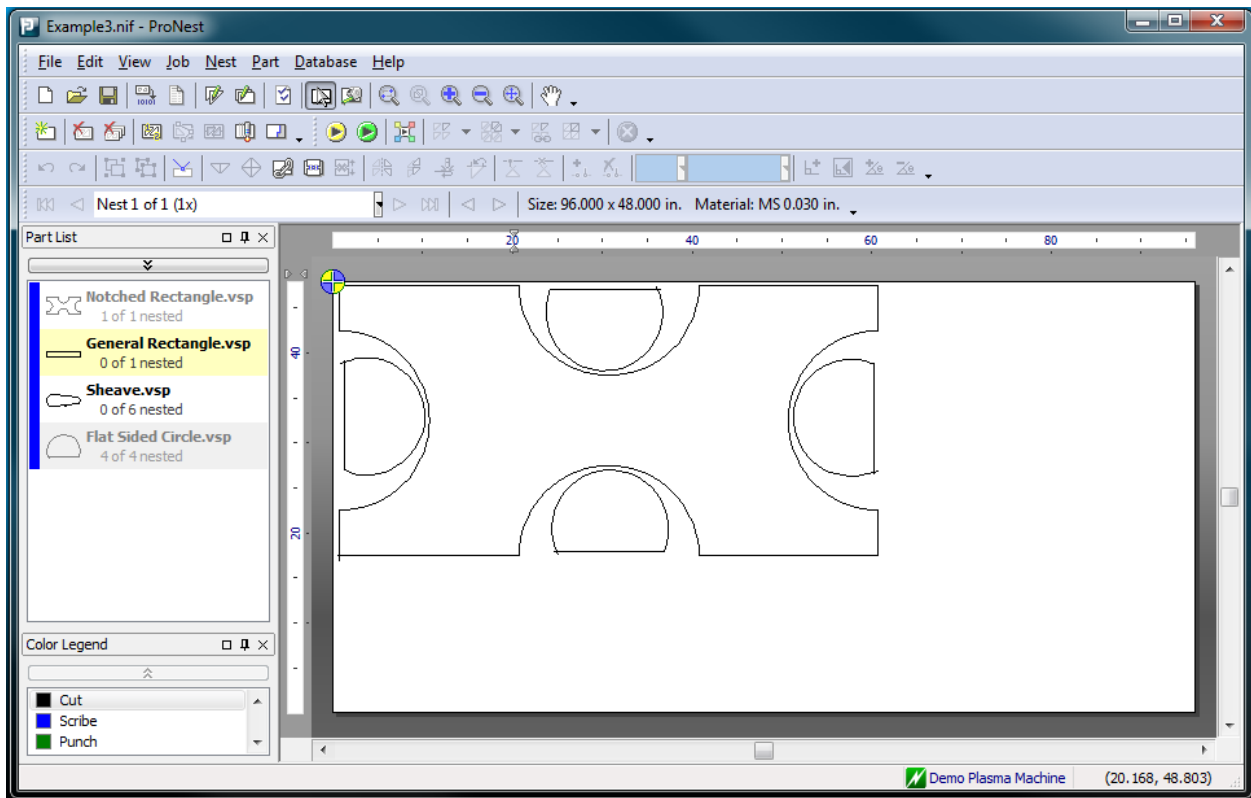 Example3.nif - ProNest
File Edit View Job Nest Part Database Help
Nest 1 of 1 (1x)
Size: 96.000 x 48.000 in. Material: MS 0.030 in.
Part List
Notched Rectangle.vsp
1 of 1 nested
General Rectangle.vsp
0 of 1 nested
Sheave.vsp
0 of 6 nested
Flat Sided Circle.vsp
4 of 4 nested
20 40 60 80
40
20
Color Legend
Cut
Scribe
Punch
Demo Plasma Machine (20.168, 48.803)